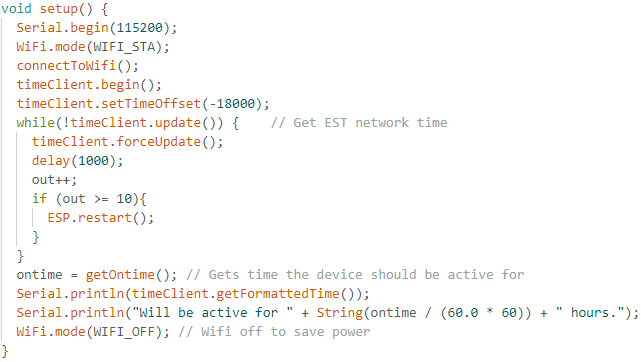 void setup() {
  Serial.begin(115200);
  WiFi.mode(WIFI_STA);
  connectToWifi();
  timeClient.begin();
  timeClient.setTimeOffset(-18000);
  while(!timeClient.update()) {    // Get EST network time
    timeClient.forceUpdate();
    delay(1000);
    out++;
    if (out >= 10){
      ESP.restart();
    }
  }
  ontime = getOntime(); // Gets time the device should be active for
  Serial.println(timeClient.getFormattedTime());
  Serial.println("Will be active for " + String(ontime / (60.0 * 60)) + " hours.");
  WiFi.mode(WIFI_OFF); // Wifi off to save power
}